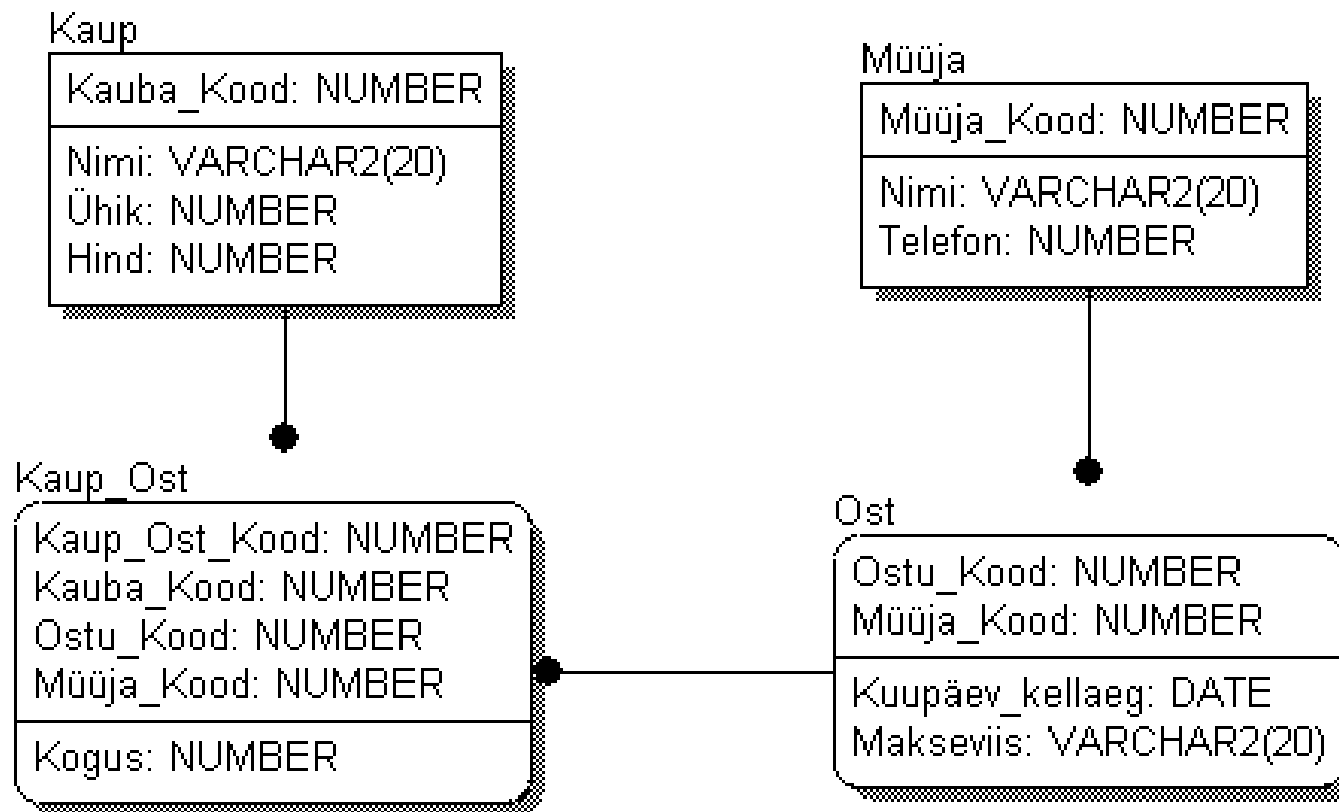 Kaup
Kauba_Kood: NUMBER
Nimi: VARCHAR2(20)
Ühik: NUMBER
Hind: NUMBER
Müüja
Müüja_Kood: NUMBER
Nimi: VARCHAR2(20)
Telefon: NUMBER
Kaup_Ost
Kaup_Ost_Kood: NUMBER
Kauba_Kood: NUMBER
Ostu_Kood: NUMBER
Müüja_Kood: NUMBER
Kogus: NUMBER
Ost
Ostu_Kood: NUMBER
Müüja_Kood: NUMBER
Kuupäev_kellaeg: DATE
Makseviis: VARCHAR2(20)